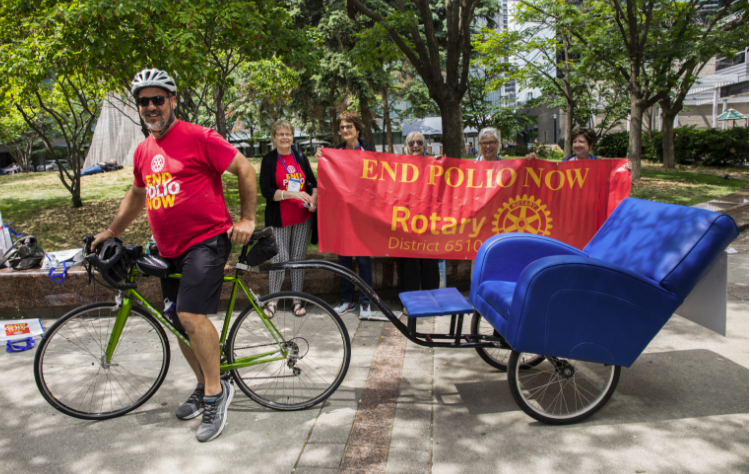 END
POLIO
NOW
END POLIO NOW
Rotary
District 6510